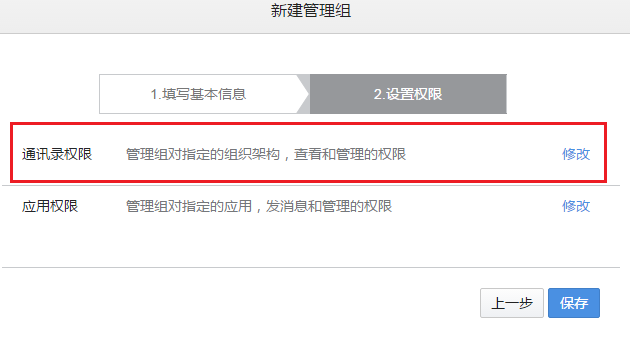 新建管理组
1.填写基本信息
2.设置权限
通讯录权限 管理组对指定的组织架构，查看和管理的权限 修改
应用权限 管理组对指定的应用，发消息和管理的权限 修改
上一步 保存